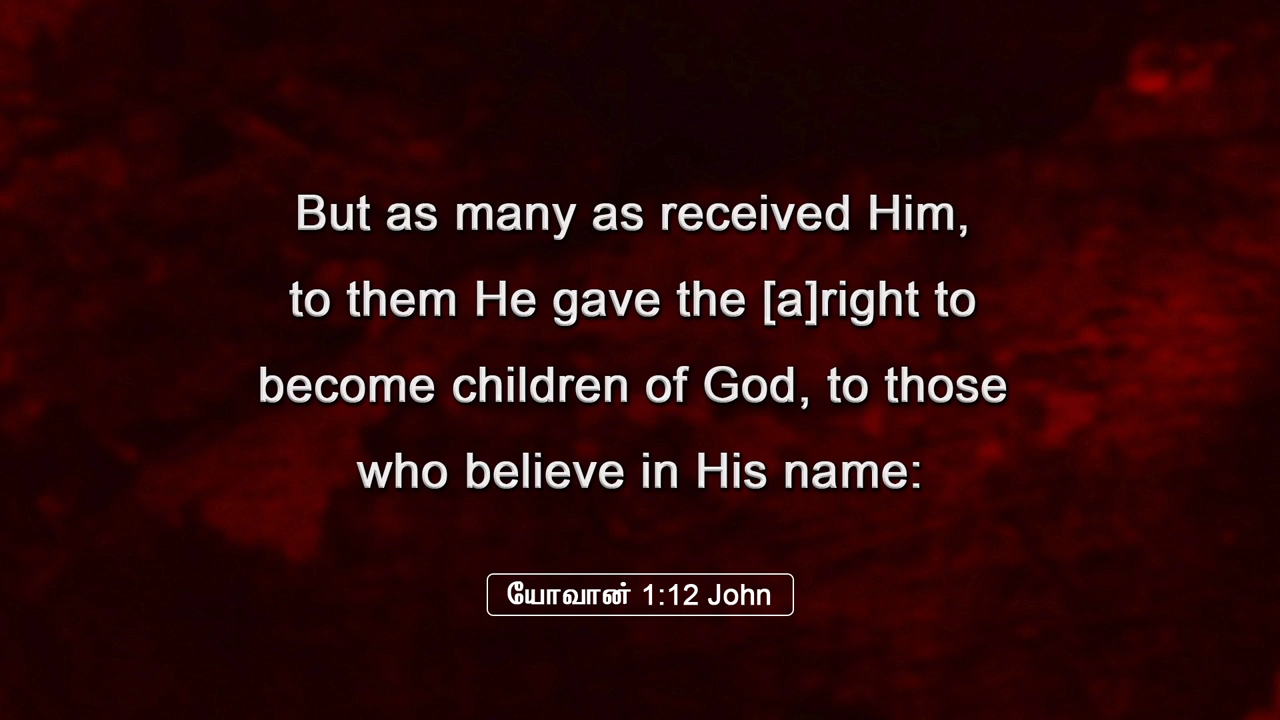 But as many as received Him,
to them He gave the [a]right to
become children of God, to those
who believe in His name:
யோவான் 1:12 John